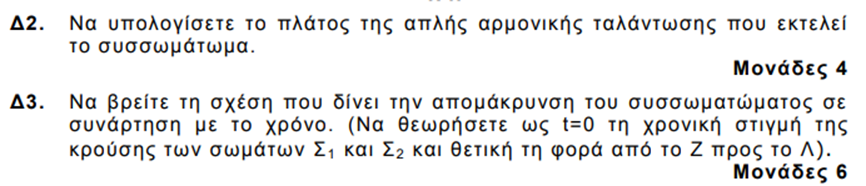 Δ2. Να υπολογίσετε το πλάτος της απλής αρμονικής ταλάντωσης που εκτελεί
το συσσωμάτωμα.
Μονάδες 4
Δ3. Να βρείτε τη σχέση που δίνει την απομάκρυνση του συσσωματώματος σε
συνάρτηση με το χρόνο. (Να θεωρήσετε ως t=0 τη χρονική στιγμή της
κρούσης των σωμάτων Σ₁ και Σ₂ και θετική τη φορά από το Ζ προς το Λ).
Μονάδες 6